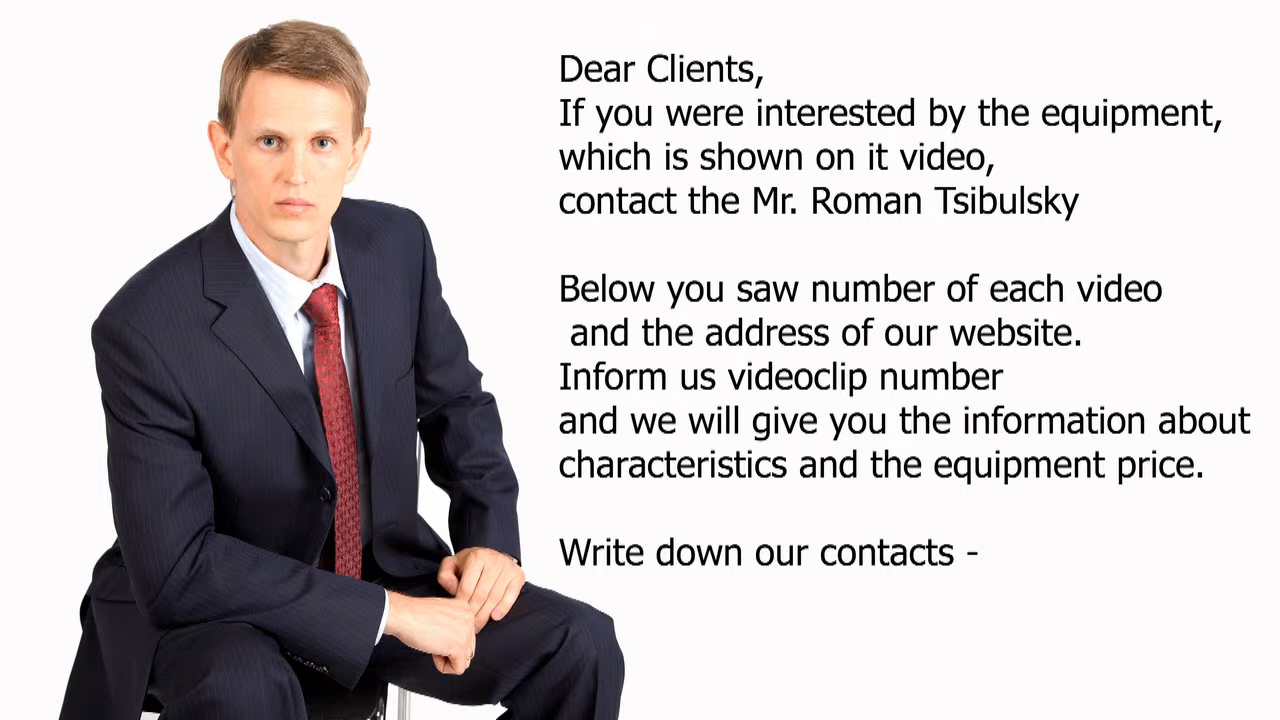 Dear Clients,
If you were interested by the equipment,
which is shown on it video,
contact the Mr. Roman Tsibulsky
Below you saw number of each video
and the address of our website.
Inform us videoclip number
and we will give you the information about
characteristics and the equipment price.
Write down our contacts -